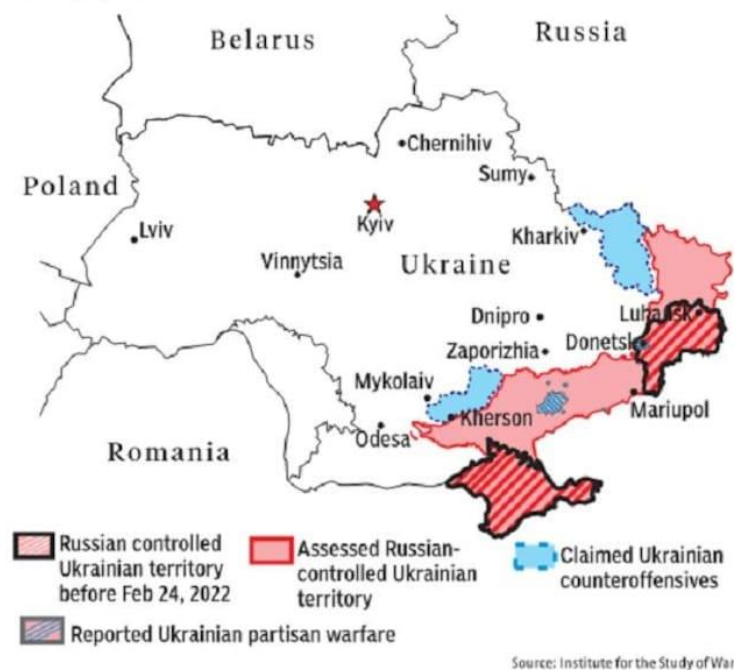 Belarus
Russia
Chernihiv
Sumy
Poland
Kyiv
Lviv
Kharkiv
Vinnytsia
Ukraine
Dnipro
Luhansk
Zaporizhia
Donetsk
Mykolaiv
Mariupol
Kherson
Odesa
Romania
Russian controlled
Ukrainian territory
before Feb 24, 2022
Assessed Russian-
controlled Ukrainian
territory
Claimed Ukrainian
counteroffensives
Reported Ukrainian partisan warfare
Source: Institute for the Study of War